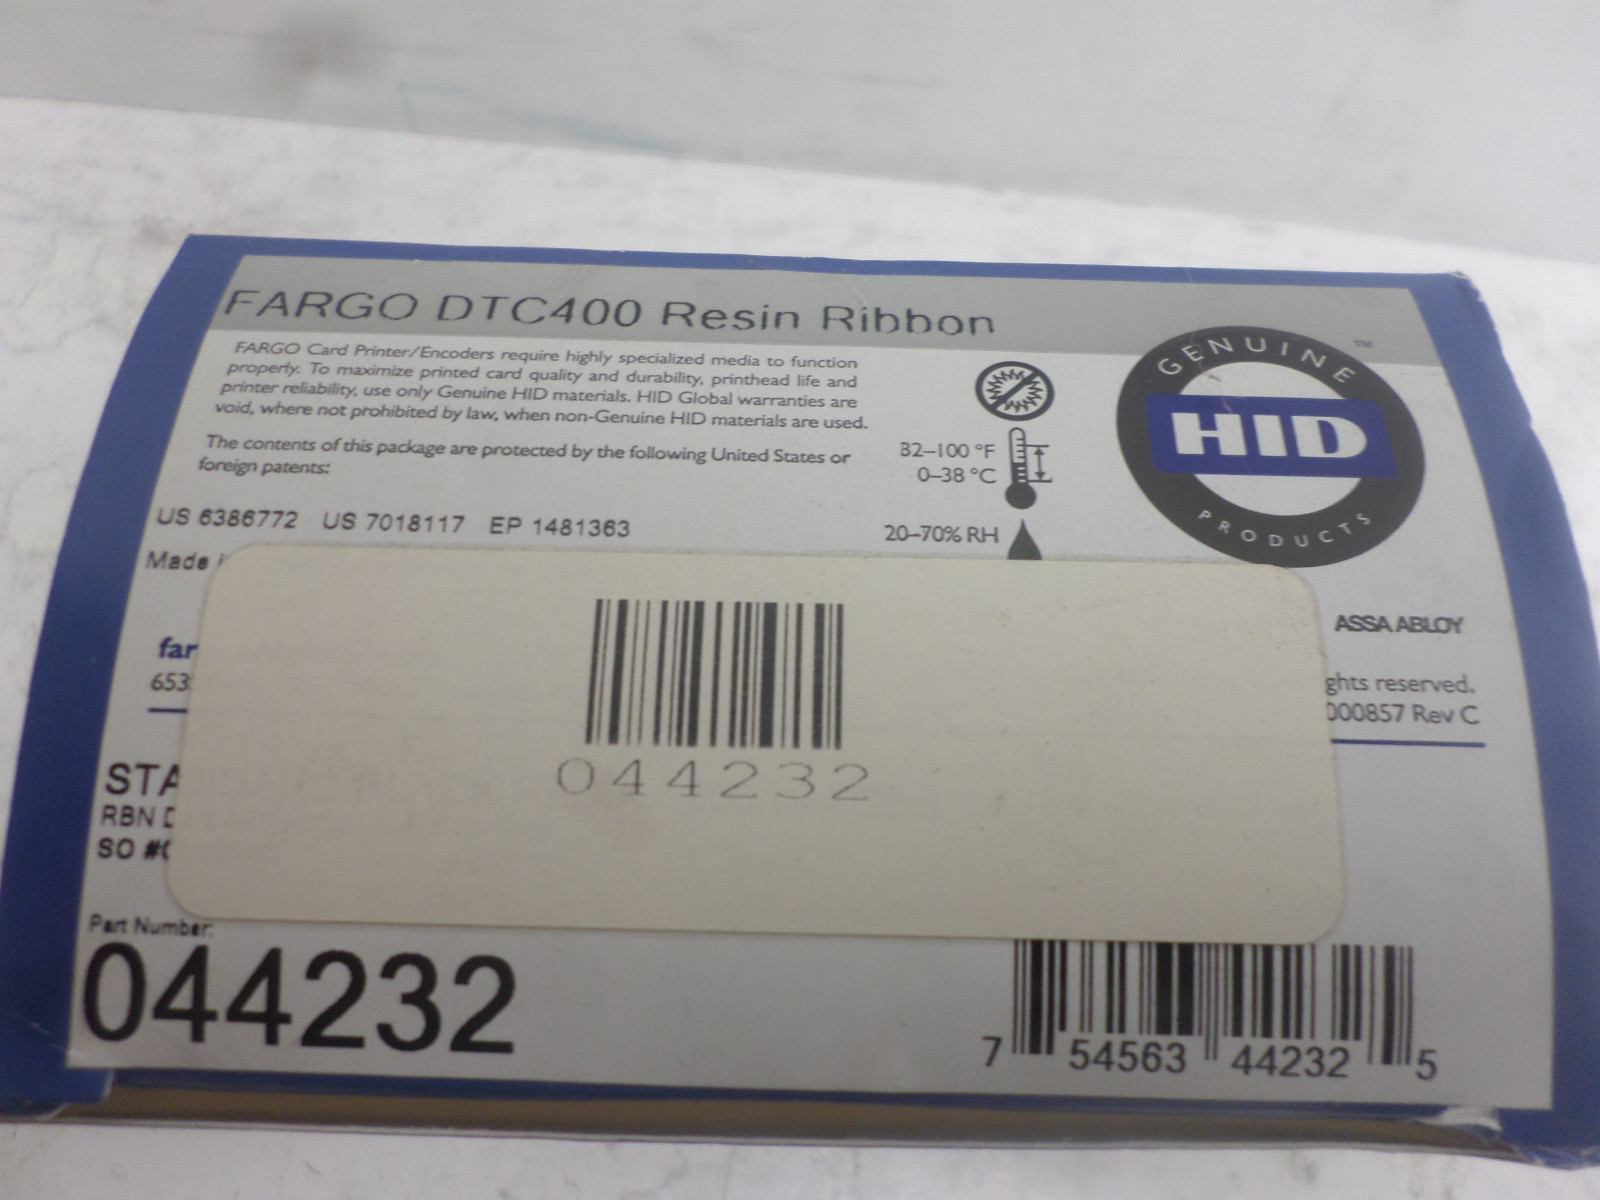 FARGO DTC400 Resin Ribbon
FARGO Card Printer/Encoders require highly specialized media to function
properly. To maximize printed card quality and durability, printhead life and
printer reliability, use only Genuine HID materials. HID Global warranties are
void, where not prohibited by law, when non-Genuine HID materials are used.
The contents of this package are protected by the following United States or
foreign patents:
US 6386772 US 7018117 EP 1481363
32–100 °F
0–38 °C
20–70% RH
GENUINE
TM
HID
PRODUCTS
Made
ASSA ABLOY
far
653
ghts reserved.
000857 Rev C
044232
STA
RBN D
SO #0
Part Number:
044232
7 54563 44232 5